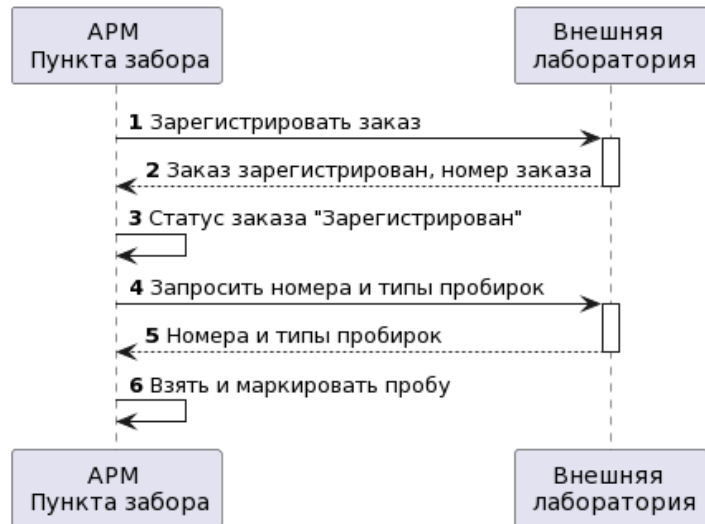 АРМ
Пункта забора
Внешняя
лаборатория
1 Зарегистрировать заказ
2 Заказ зарегистрирован, номер заказа
3 Статус заказа "Зарегистрирован"
4 Запросить номера и типы пробирок
5 Номера и типы пробирок
6 Взять и маркировать пробу
АРМ
Пункта забора
Внешняя
лаборатория